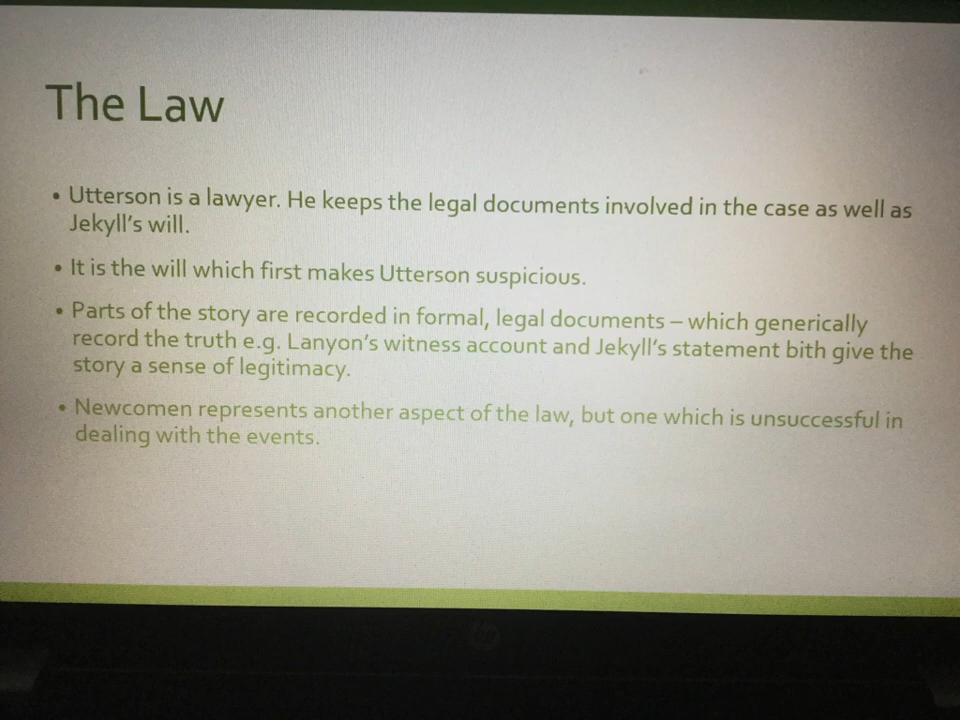 The Law
• Utterson is a lawyer. He keeps the legal documents involved in the case as well as
Jekyll's will.
• It is the will which first makes Utterson suspicious.
• Parts of the story are recorded in formal, legal documents – which generically
record the truth e.g. Lanyon's witness account and Jekyll's statement bith give the
story a sense of legitimacy.
• Newcomen represents another aspect of the law, but one which is unsuccessful in
dealing with the events.
hp